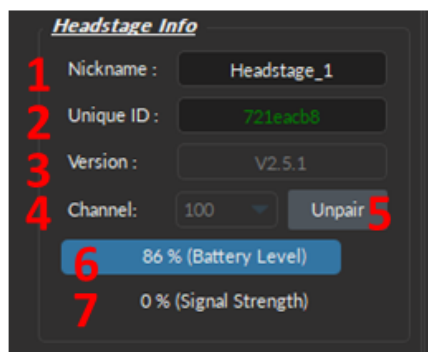 Headstage Info
1 Nickname : Headstage_1
2 Unique ID : 721eacb8
3 Version : V2.5.1
4 Channel: 100 Unpair 5
6 86 % (Battery Level)
7 0 % (Signal Strength)